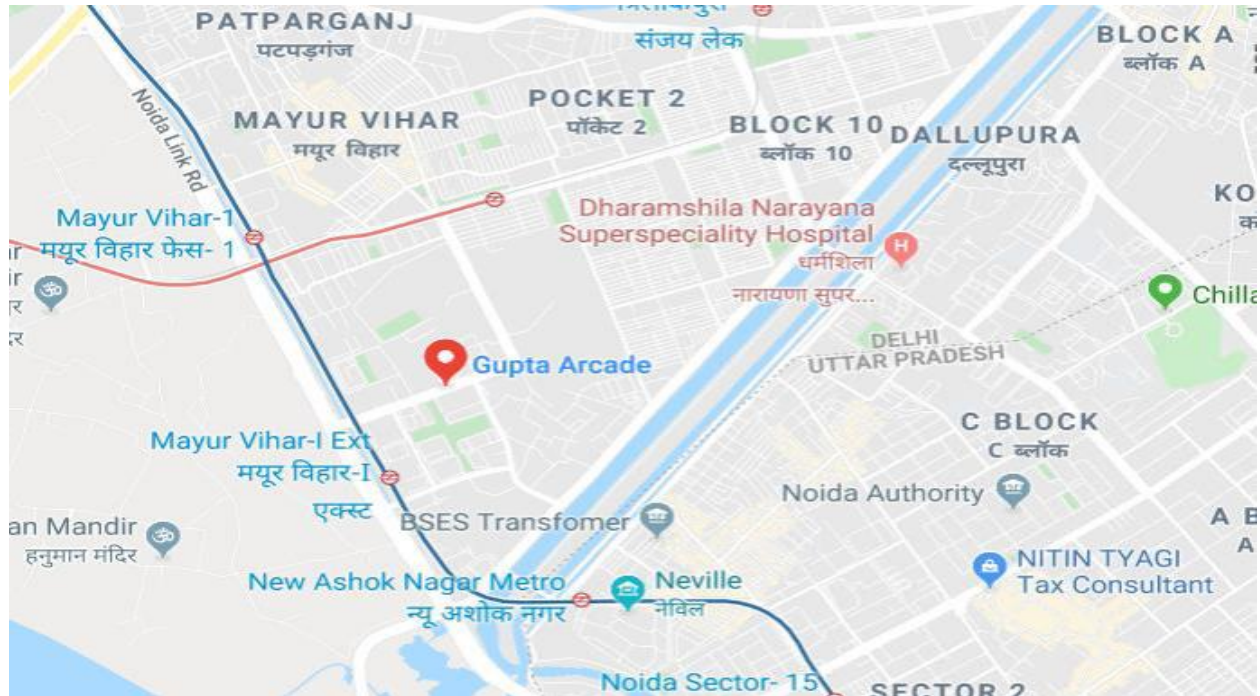 PATPARGANJ
पटपड़गंज
संजय लेक
BLOCK A
ब्लॉक A
Noida Link Rd
MAYUR VIHAR
मयूर विहार
POCKET 2
पॉकेट 2
BLOCK 10
ब्लॉक 10
DALLUPURA
दल्लूपुरा
Mayur Vihar-1
मयूर विहार फेस- 1
Dharamshila Narayana
Superspeciality Hospital
धर्मशिला
नारायणा सुपर...
H
KO
Chilla
DELHI
UTTAR PRADESH
Gupta Arcade
C BLOCK
C ब्लॉक
Mayur Vihar-I Ext
मयूर विहार-I
एक्स्ट
Noida Authority
BSES Transfomer
an Mandir
हनुमान मंदिर
A B
A
NITIN TYAGI
Tax Consultant
New Ashok Nagar Metro
न्यू अशोक नगर
Neville
नेविल
Noida Sector- 15
SECTOR 2